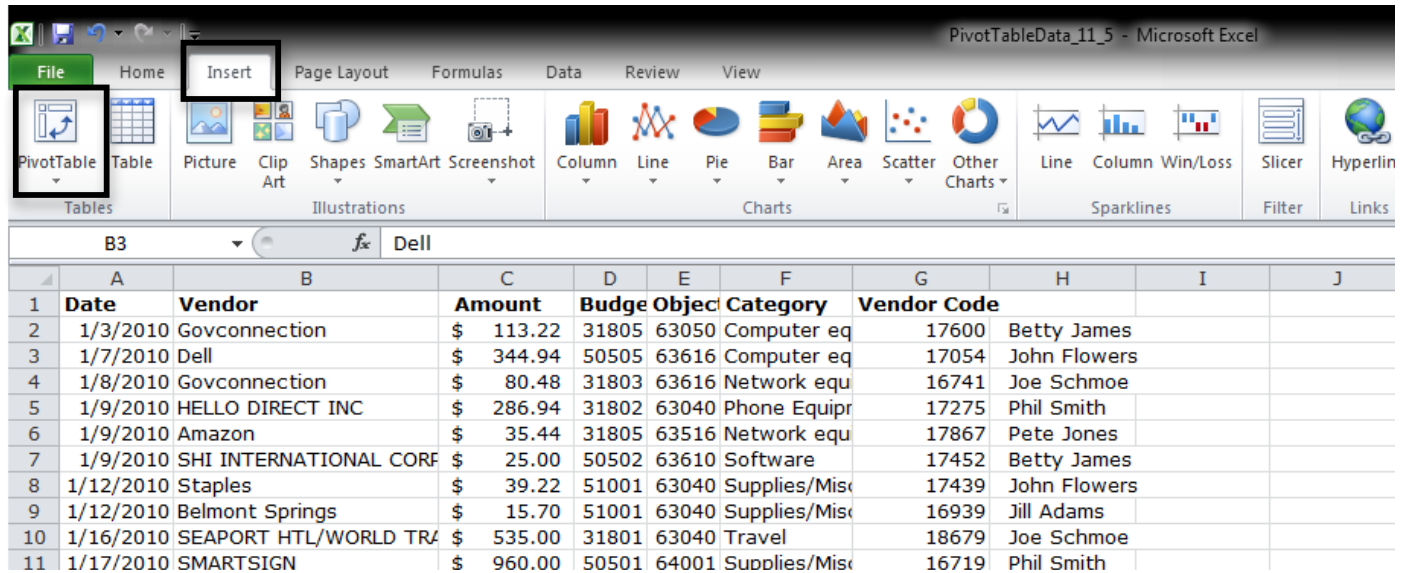 PivotTableData_11_5 - Microsoft Excel
File Home Insert Page Layout Formulas Data Review View
PivotTable Table Picture Clip Art Shapes SmartArt Screenshot Column Line Pie Bar Area Scatter Other Charts Line Column Win/Loss Slicer Hyperlin
Tables Illustrations Charts Sparklines Filter Links
B3 fx Dell
A B C D E F G H I J
1 Date Vendor Amount Budge Object Category Vendor Code
2 1/3/2010 Govconnection $ 113.22 31805 63050 Computer eq 17600 Betty James
3 1/7/2010 Dell $ 344.94 50505 63616 Computer eq 17054 John Flowers
4 1/8/2010 Govconnection $ 80.48 31803 63616 Network equi 16741 Joe Schmoe
5 1/9/2010 HELLO DIRECT INC $ 286.94 31802 63040 Phone Equipr 17275 Phil Smith
6 1/9/2010 Amazon $ 35.44 31805 63516 Network equi 17867 Pete Jones
7 1/9/2010 SHI INTERNATIONAL CORP $ 25.00 50502 63610 Software 17452 Betty James
8 1/12/2010 Staples $ 39.22 51001 63040 Supplies/Misc 17439 John Flowers
9 1/12/2010 Belmont Springs $ 15.70 51001 63040 Supplies/Misc 16939 Jill Adams
10 1/16/2010 SEAPORT HTL/WORLD TRA $ 535.00 31801 63040 Travel 18679 Joe Schmoe
11 1/17/2010 SMARTSIGN $ 960.00 50501 64001 Supplies/Misc 16719 Phil Smith